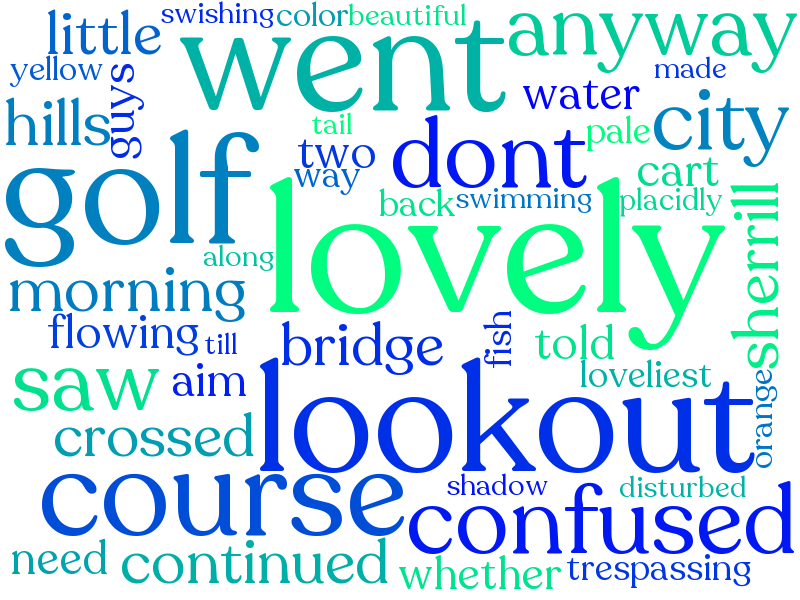 swishing color beautiful
little went anyway
yellow guys made
hills water city
tail two dont pale
golf way cart
back swimming placidly
lovely
along sherrill
morning
flowing till bridge fish told
saw aim loveliest
orange
crossed lookout
course shadow disturbed
confused
need continued whether trespassing